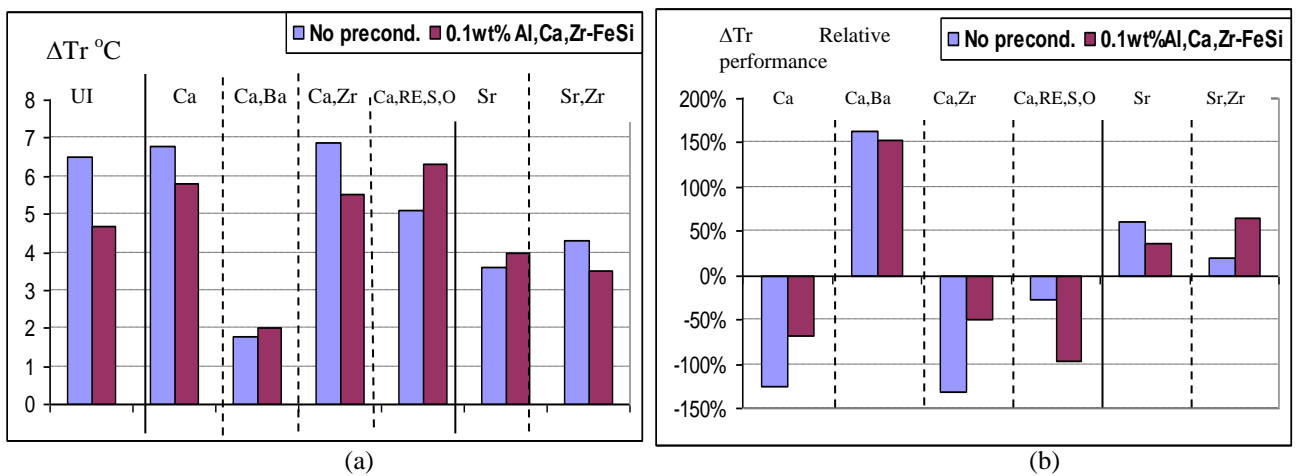 No precond. 0.1wt% Al,Ca,Zr-FeSi
ΔTr °C
UI Ca Ca,Ba Ca,Zr Ca,RE,S,O Sr Sr,Zr
8
7
6
5
4
3
2
1
0
(a)
No precond. 0.1wt%Al,Ca,Zr-FeSi
ΔTr Relative
performance
Ca Ca,Ba Ca,Zr Ca,RE,S,O Sr Sr,Zr
200%
150%
100%
50%
0%
-50%
-100%
-150%
(b)